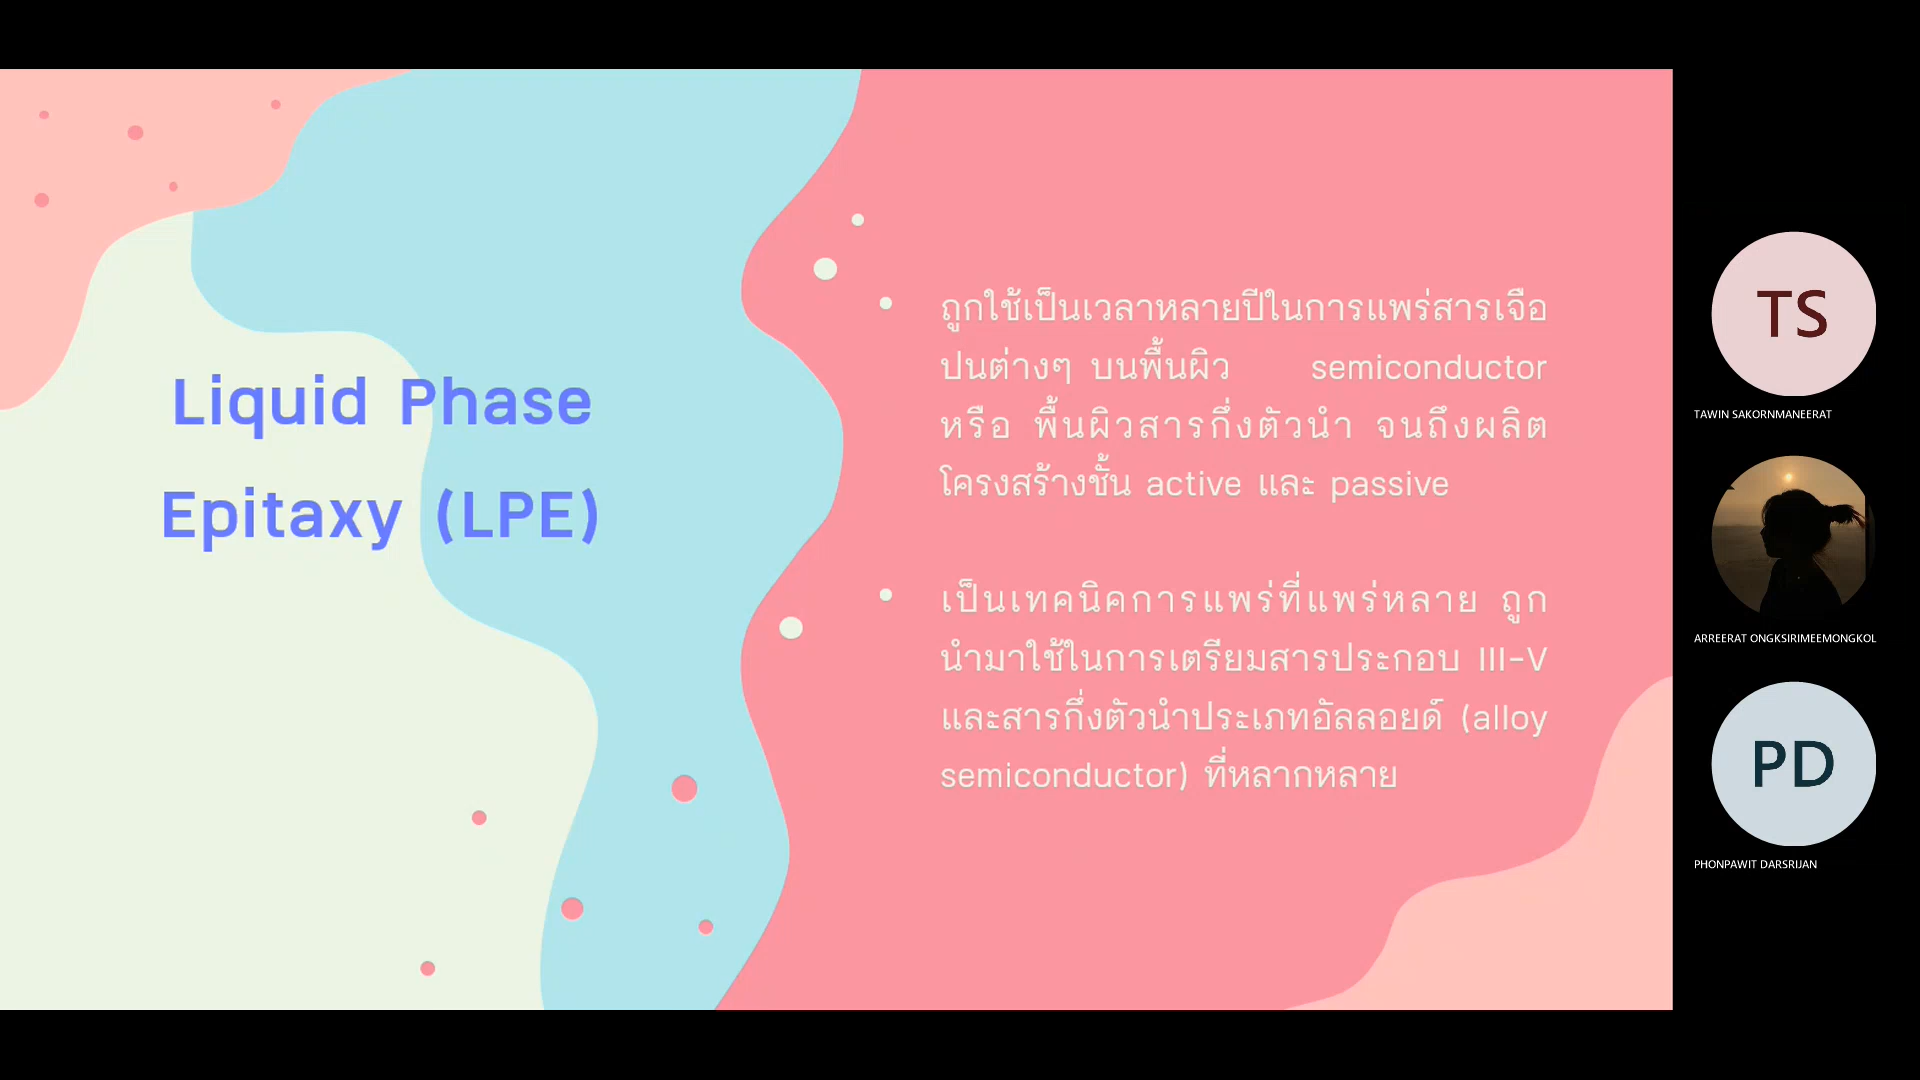 Liquid Phase
Epitaxy (LPE)
ถูกใช้เป็นเวลาหลายปีในการแพร่สารเจือ
ปนต่างๆ บนพื้นผิว semiconductor
หรือ พื้นผิวสารกึ่งตัวนำ จนถึงผลิต
โครงสร้างชั้น active และ passive
เป็นเทคนิคการแพร่ที่แพร่หลาย ถูก
นำมาใช้ในการเตรียมสารประกอบ III-V
และสารกึ่งตัวนำประเภทอัลลอยด์ (alloy
semiconductor) ที่หลากหลาย
TS
TAWIN SAKORNMANEERAT
ARREERAT ONGKSIRIMEEMONGKOL
PD
PHONPAWIT DARSRIJAN